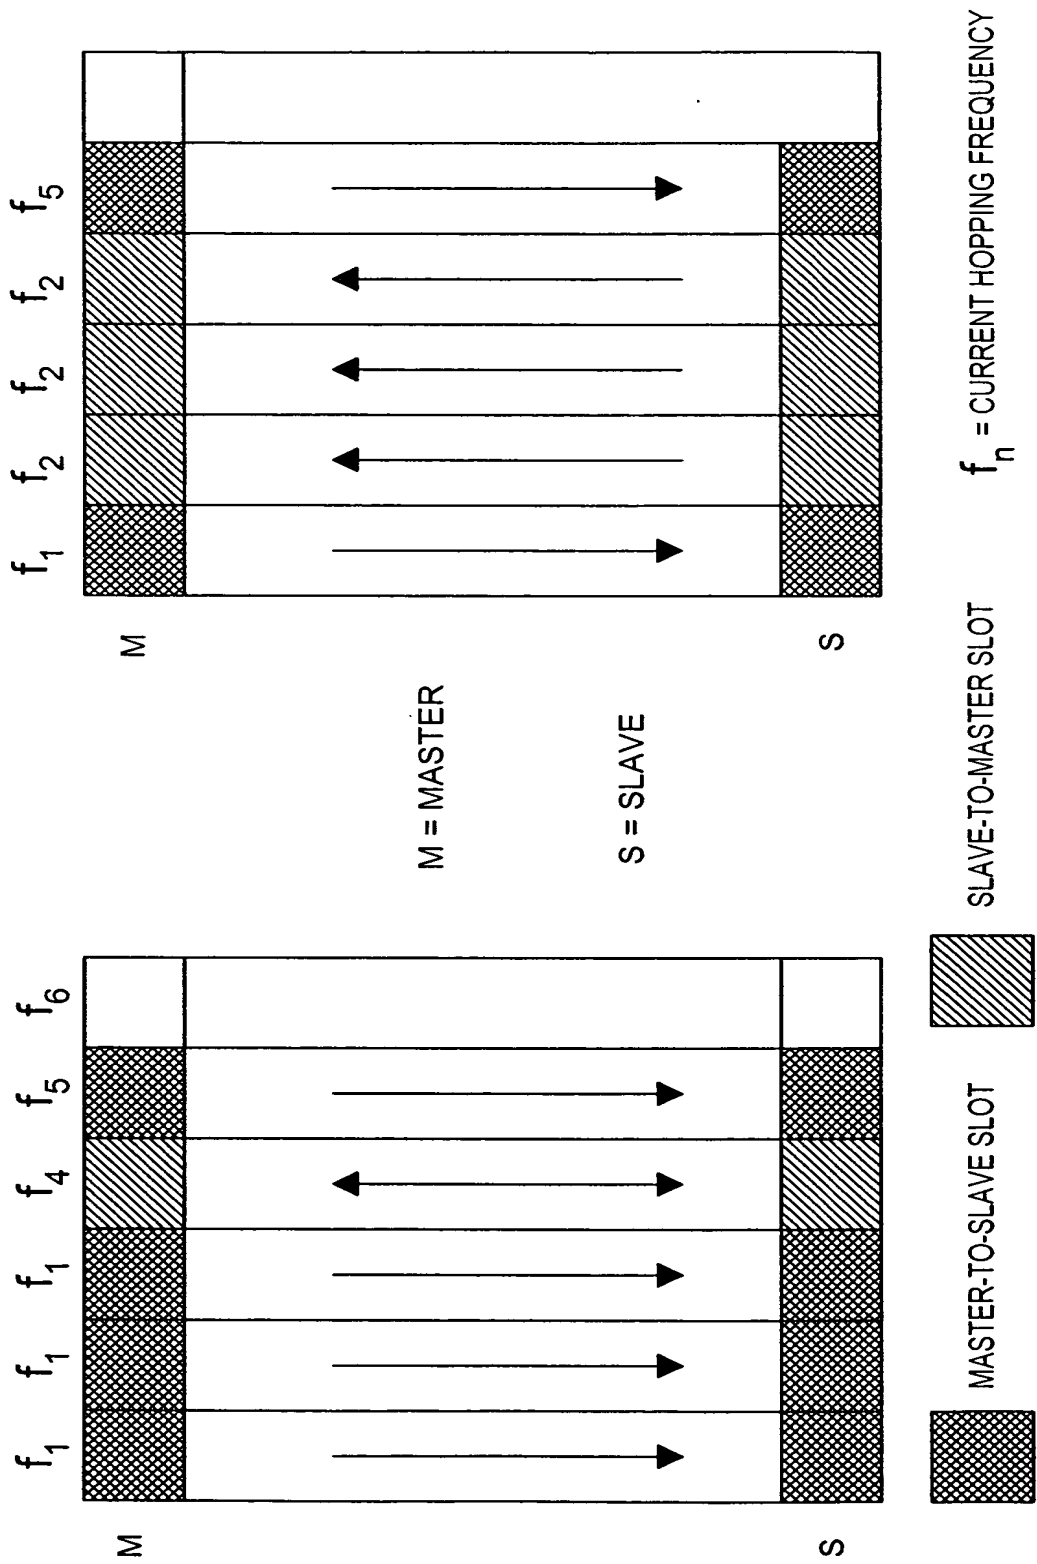 f1 f1 f1 f4 f5 f6
f1 f2 f2 f2 f5
M
M
M = MASTER
S = SLAVE
S
S
MASTER-TO-SLAVE SLOT
SLAVE-TO-MASTER SLOT
fn = CURRENT HOPPING FREQUENCY